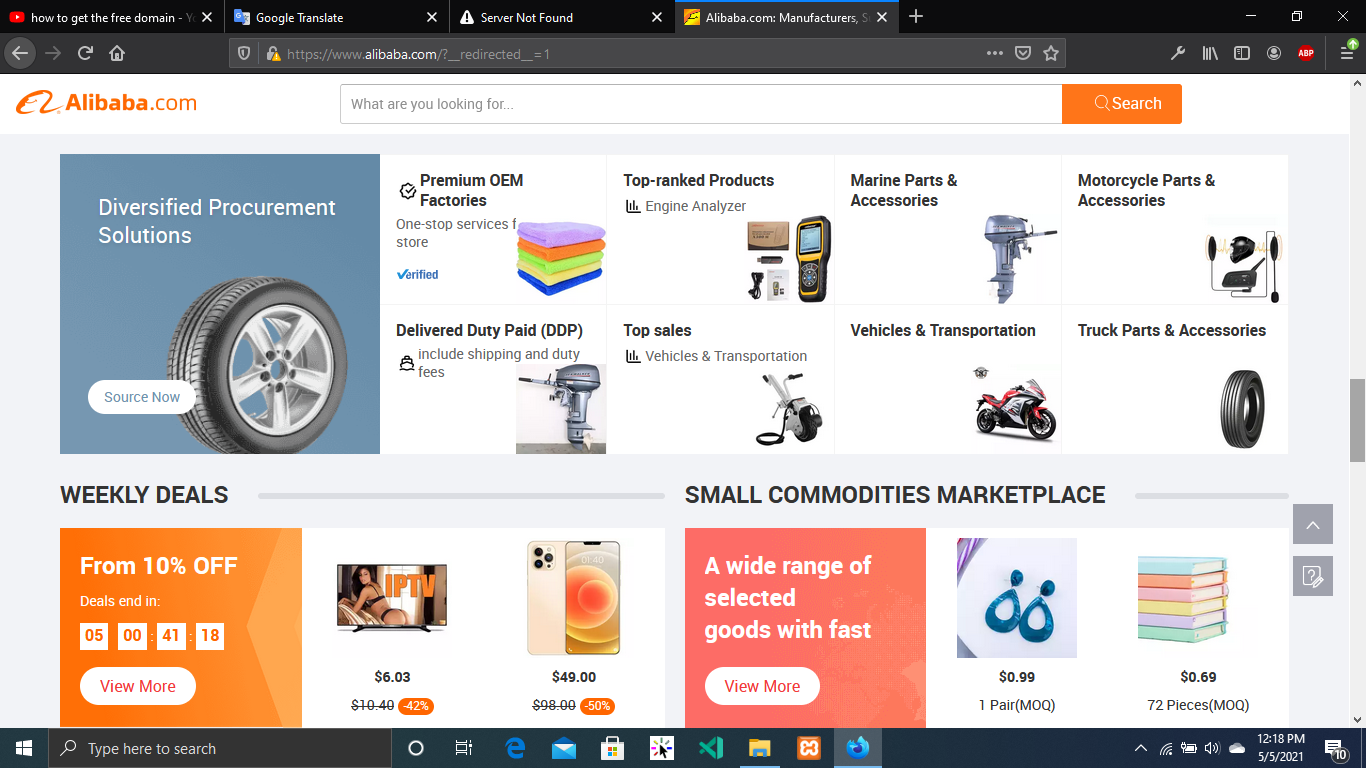 how to get the free domain - Yo
Google Translate
Server Not Found
Alibaba.com: Manufacturers, S
https://www.alibaba.com/?__redirected__=1
ABP
Alibaba.com
What are you looking for...
Search
Diversified Procurement
Solutions
Source Now
Premium OEM
Factories
One-stop services f
store
Verified
Top-ranked Products
Engine Analyzer
Marine Parts &
Accessories
Motorcycle Parts &
Accessories
Delivered Duty Paid (DDP)
include shipping and duty
fees
Top sales
Vehicles & Transportation
Vehicles & Transportation
Truck Parts & Accessories
WEEKLY DEALS
From 10% OFF
Deals end in:
05 00 : 41 : 18
View More
IPTV
$6.03
$10.40 -42%
01:40
$49.00
$98.00 -50%
SMALL COMMODITIES MARKETPLACE
A wide range of
selected
goods with fast
View More
$0.99
1 Pair(MOQ)
$0.69
72 Pieces(MOQ)
Type here to search
12:18 PM
5/5/2021
10